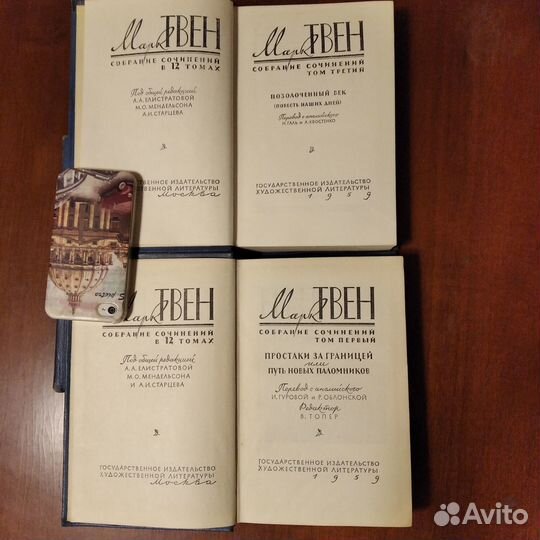 Марк ТВЕН
СОБРАНИЕ СОЧИНЕНИЙ
В 12 ТОМАХ
Под общей редакцией
А. А. ЕЛИСТРАТОВОЙ
М. О. МЕНДЕЛЬСОНА
А. И. СТАРЦЕВА
ИЗДАТЕЛЬСТВО
ЛИТЕРАТУРЫ
Москва
Марк ТВЕН
СОБРАНИЕ СОЧИНЕНИЙ
ТОМ ТРЕТИЙ
ПОЗОЛОЧЕННЫЙ ВЕК
(ПОВЕСТЬ НАШИХ ДНЕЙ)
Перевод с английского
Н. ГАЛЬ и Л. ХВОСТЕНКО
ГОСУДАРСТВЕННОЕ ИЗДАТЕЛЬСТВО
ХУДОЖЕСТВЕННОЙ ЛИТЕРАТУРЫ
1959
Марк ТВЕН
СОБРАНИЕ СОЧИНЕНИЙ
В 12 ТОМАХ
Под общей редакцией
А. А. ЕЛИСТРАТОВОЙ
М. О. МЕНДЕЛЬСОНА
И А. И. СТАРЦЕВА
ГОСУДАРСТВЕННОЕ ИЗДАТЕЛЬСТВО
ХУДОЖЕСТВЕННОЙ ЛИТЕРАТУРЫ
Москва
Марк ТВЕН
СОБРАНИЕ СОЧИНЕНИЙ
ТОМ ПЕРВЫЙ
ПРОСТАКИ ЗА ГРАНИЦЕЙ
или
ПУТЬ НОВЫХ ПАЛОМНИКОВ
Перевод с английского
И. ГУРОВОЙ и Р. ОБЛОНСКОЙ
Редактор
В. ТОПЕР
ГОСУДАРСТВЕННОЕ ИЗДАТЕЛЬСТВО
ХУДОЖЕСТВЕННОЙ ЛИТЕРАТУРЫ
1959
Avito